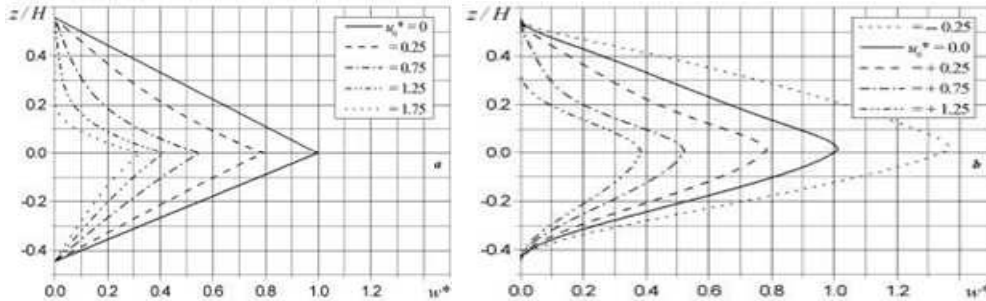 z/H
u₀* = 0
= 0.25
= 0.75
= 1.25
= 1.75
0.4
0.2
0.0
-0.2
-0.4
a
0.0 0.2 0.4 0.6 0.8 1.0 1.2 w*
z/H
= – 0.25
u₀* = 0.0
= + 0.25
= + 0.75
= + 1.25
0.4
0.2
0.0
-0.2
-0.4
b
0.0 0.2 0.4 0.6 0.8 1.0 1.2 w*